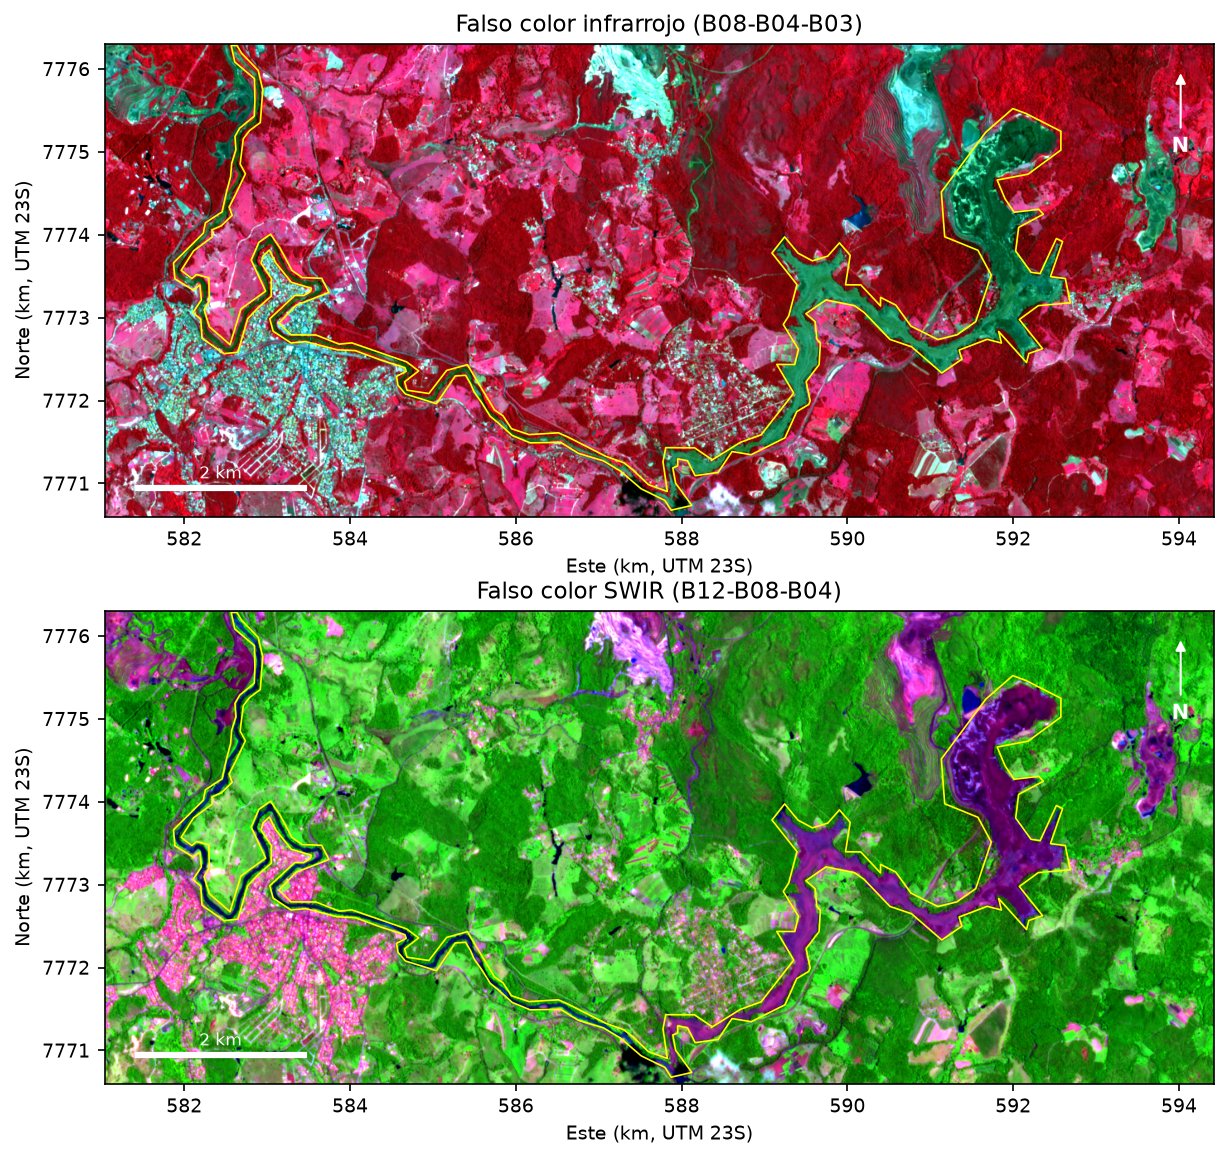 Falso color infrarrojo (B08-B04-B03)
7776
7775
7774
7773
7772
7771
Norte (km, UTM 23S)
N
2 km
582 584 586 588 590 592 594
Este (km, UTM 23S)
Falso color SWIR (B12-B08-B04)
7776
7775
7774
7773
7772
7771
Norte (km, UTM 23S)
N
2 km
582 584 586 588 590 592 594
Este (km, UTM 23S)